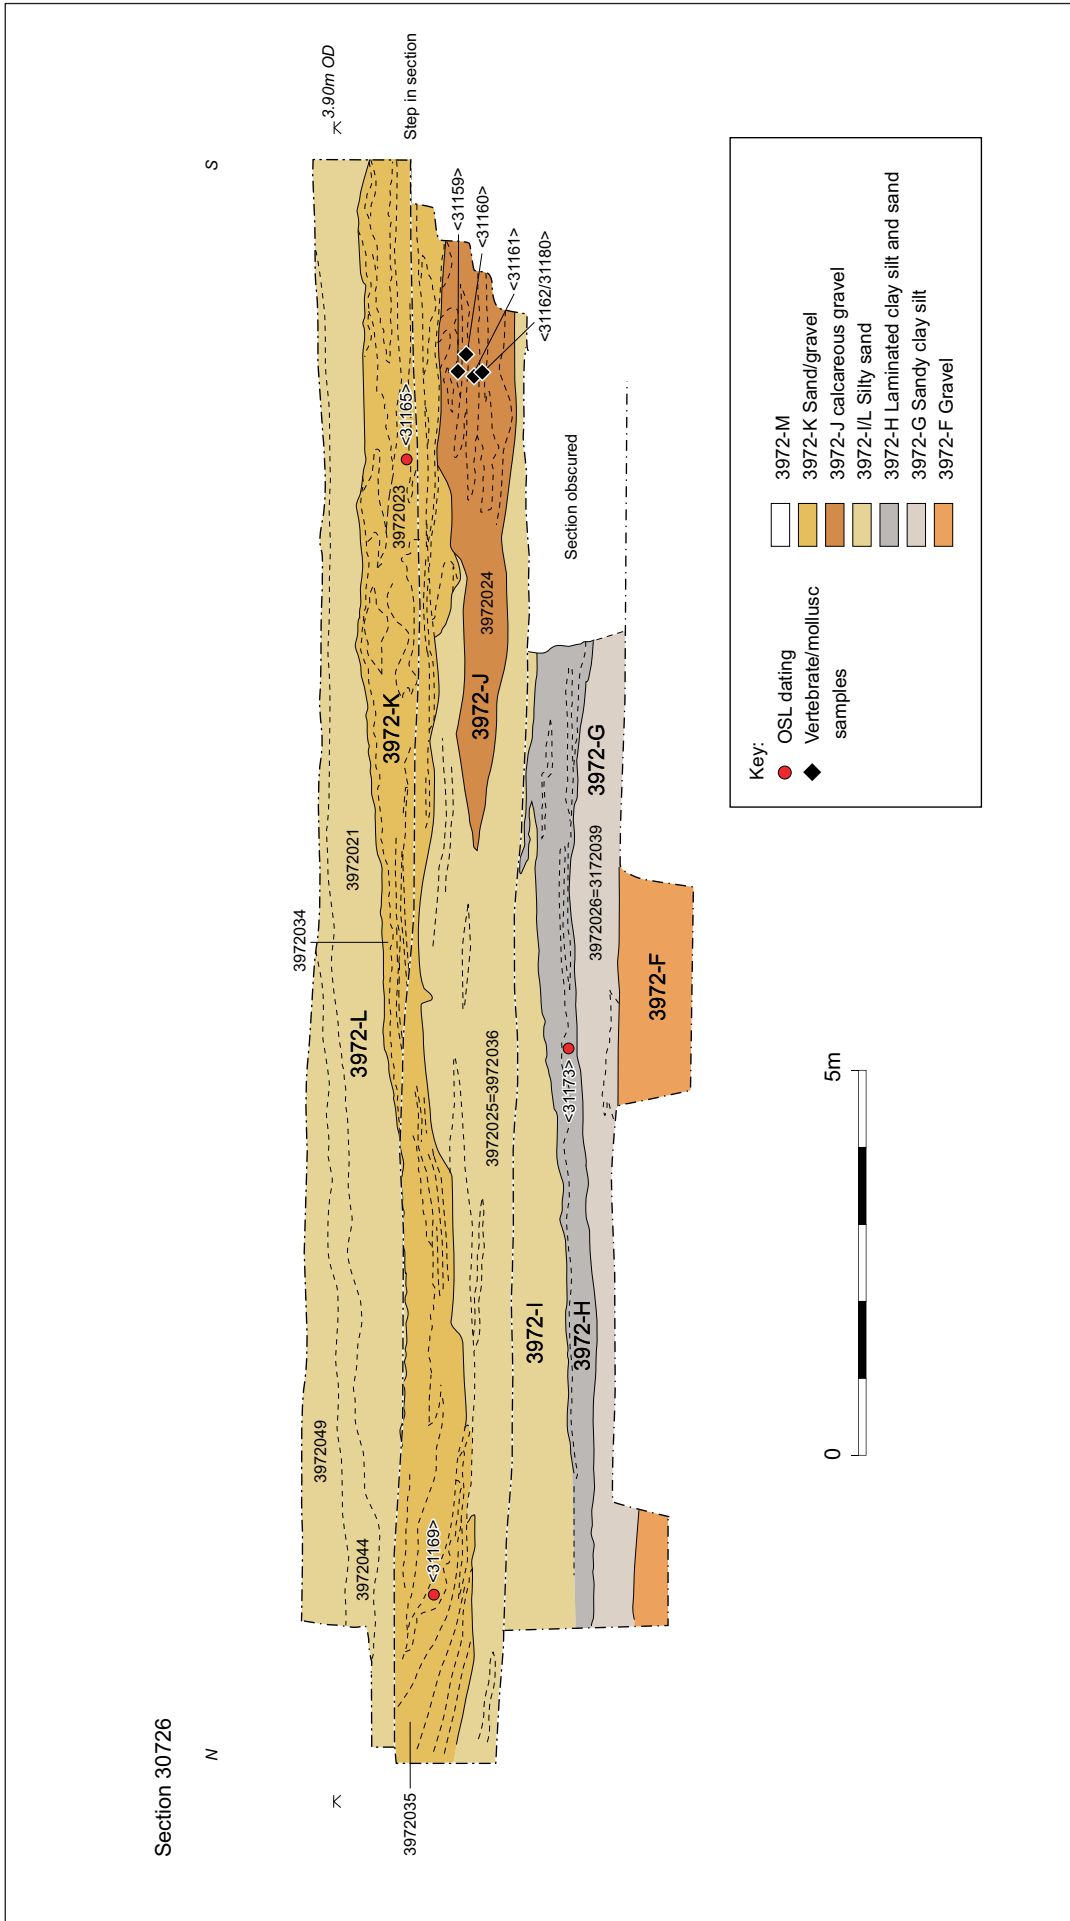 Section 30726
N
S
3.90m OD
Step in section
3972034
3972049
3972044
3972021
3972-L
3972035
<31169>
3972-K
3972023
<31165>
<31159>
<31160>
<31161>
<31162/31180>
3972024
3972-J
3972025=3972036
3972-I
Section obscured
<31173>
3972-H
3972-G
3972026=3172039
3972-F
0
5m
Key:
OSL dating
Vertebrate/mollusc
samples
3972-M
3972-K Sand/gravel
3972-J calcareous gravel
3972-I/L Silty sand
3972-H Laminated clay silt and sand
3972-G Sandy clay silt
3972-F Gravel